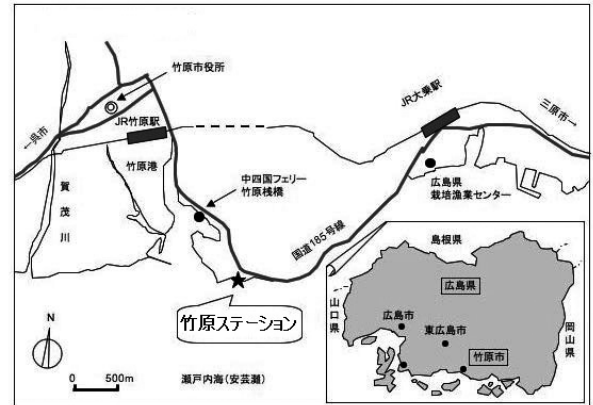 竹原市役所
JR竹原駅
←呉市
竹原港
賀茂川
中四国フェリー
竹原桟橋
国道185号線
JR大乗駅
三原市→
広島県
栽培漁業センター
竹原ステーション
N
0 500m
瀬戸内海(安芸灘)
島根県
広島県
山口県
広島市
東広島市
竹原市
岡山県